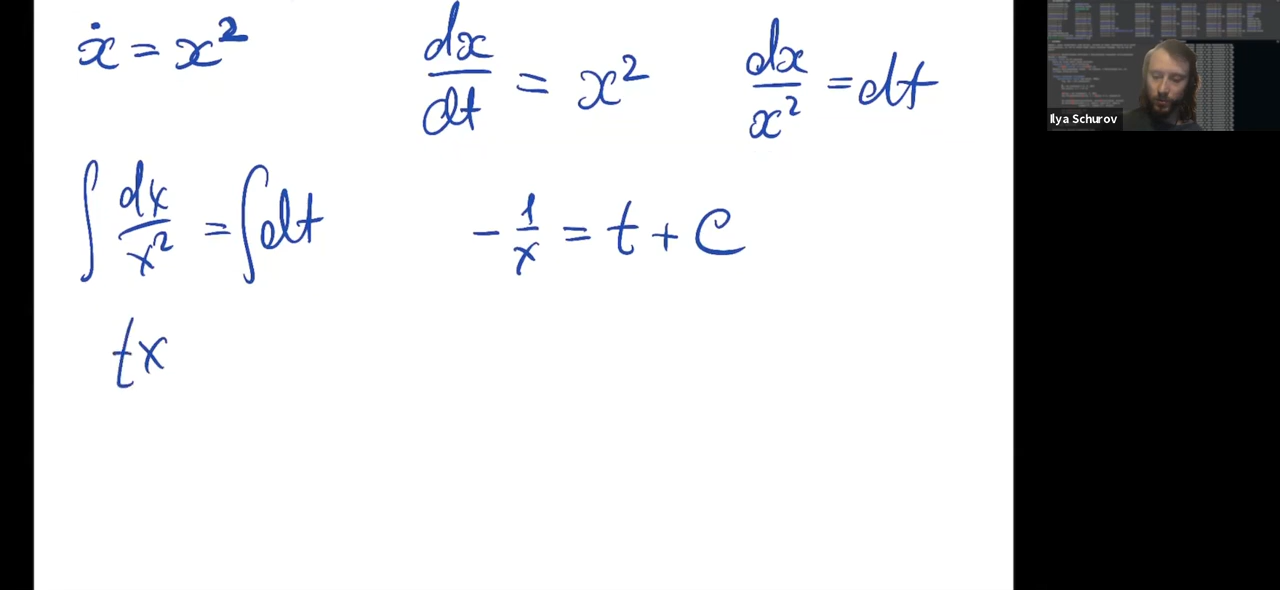 ẋ = x² dx/dt = x² dx/x² = dt
∫ dx/x² = ∫ dt - 1/x = t + C
tx
Ilya Schurov